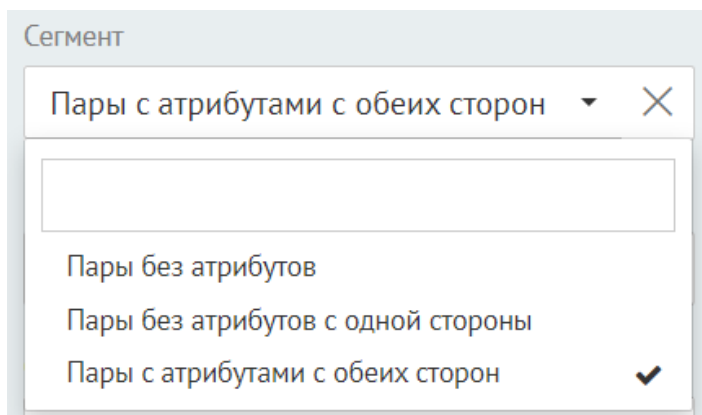 Сегмент
Пары с атрибутами с обеих сторон
Пары без атрибутов
Пары без атрибутов с одной стороны
Пары с атрибутами с обеих сторон